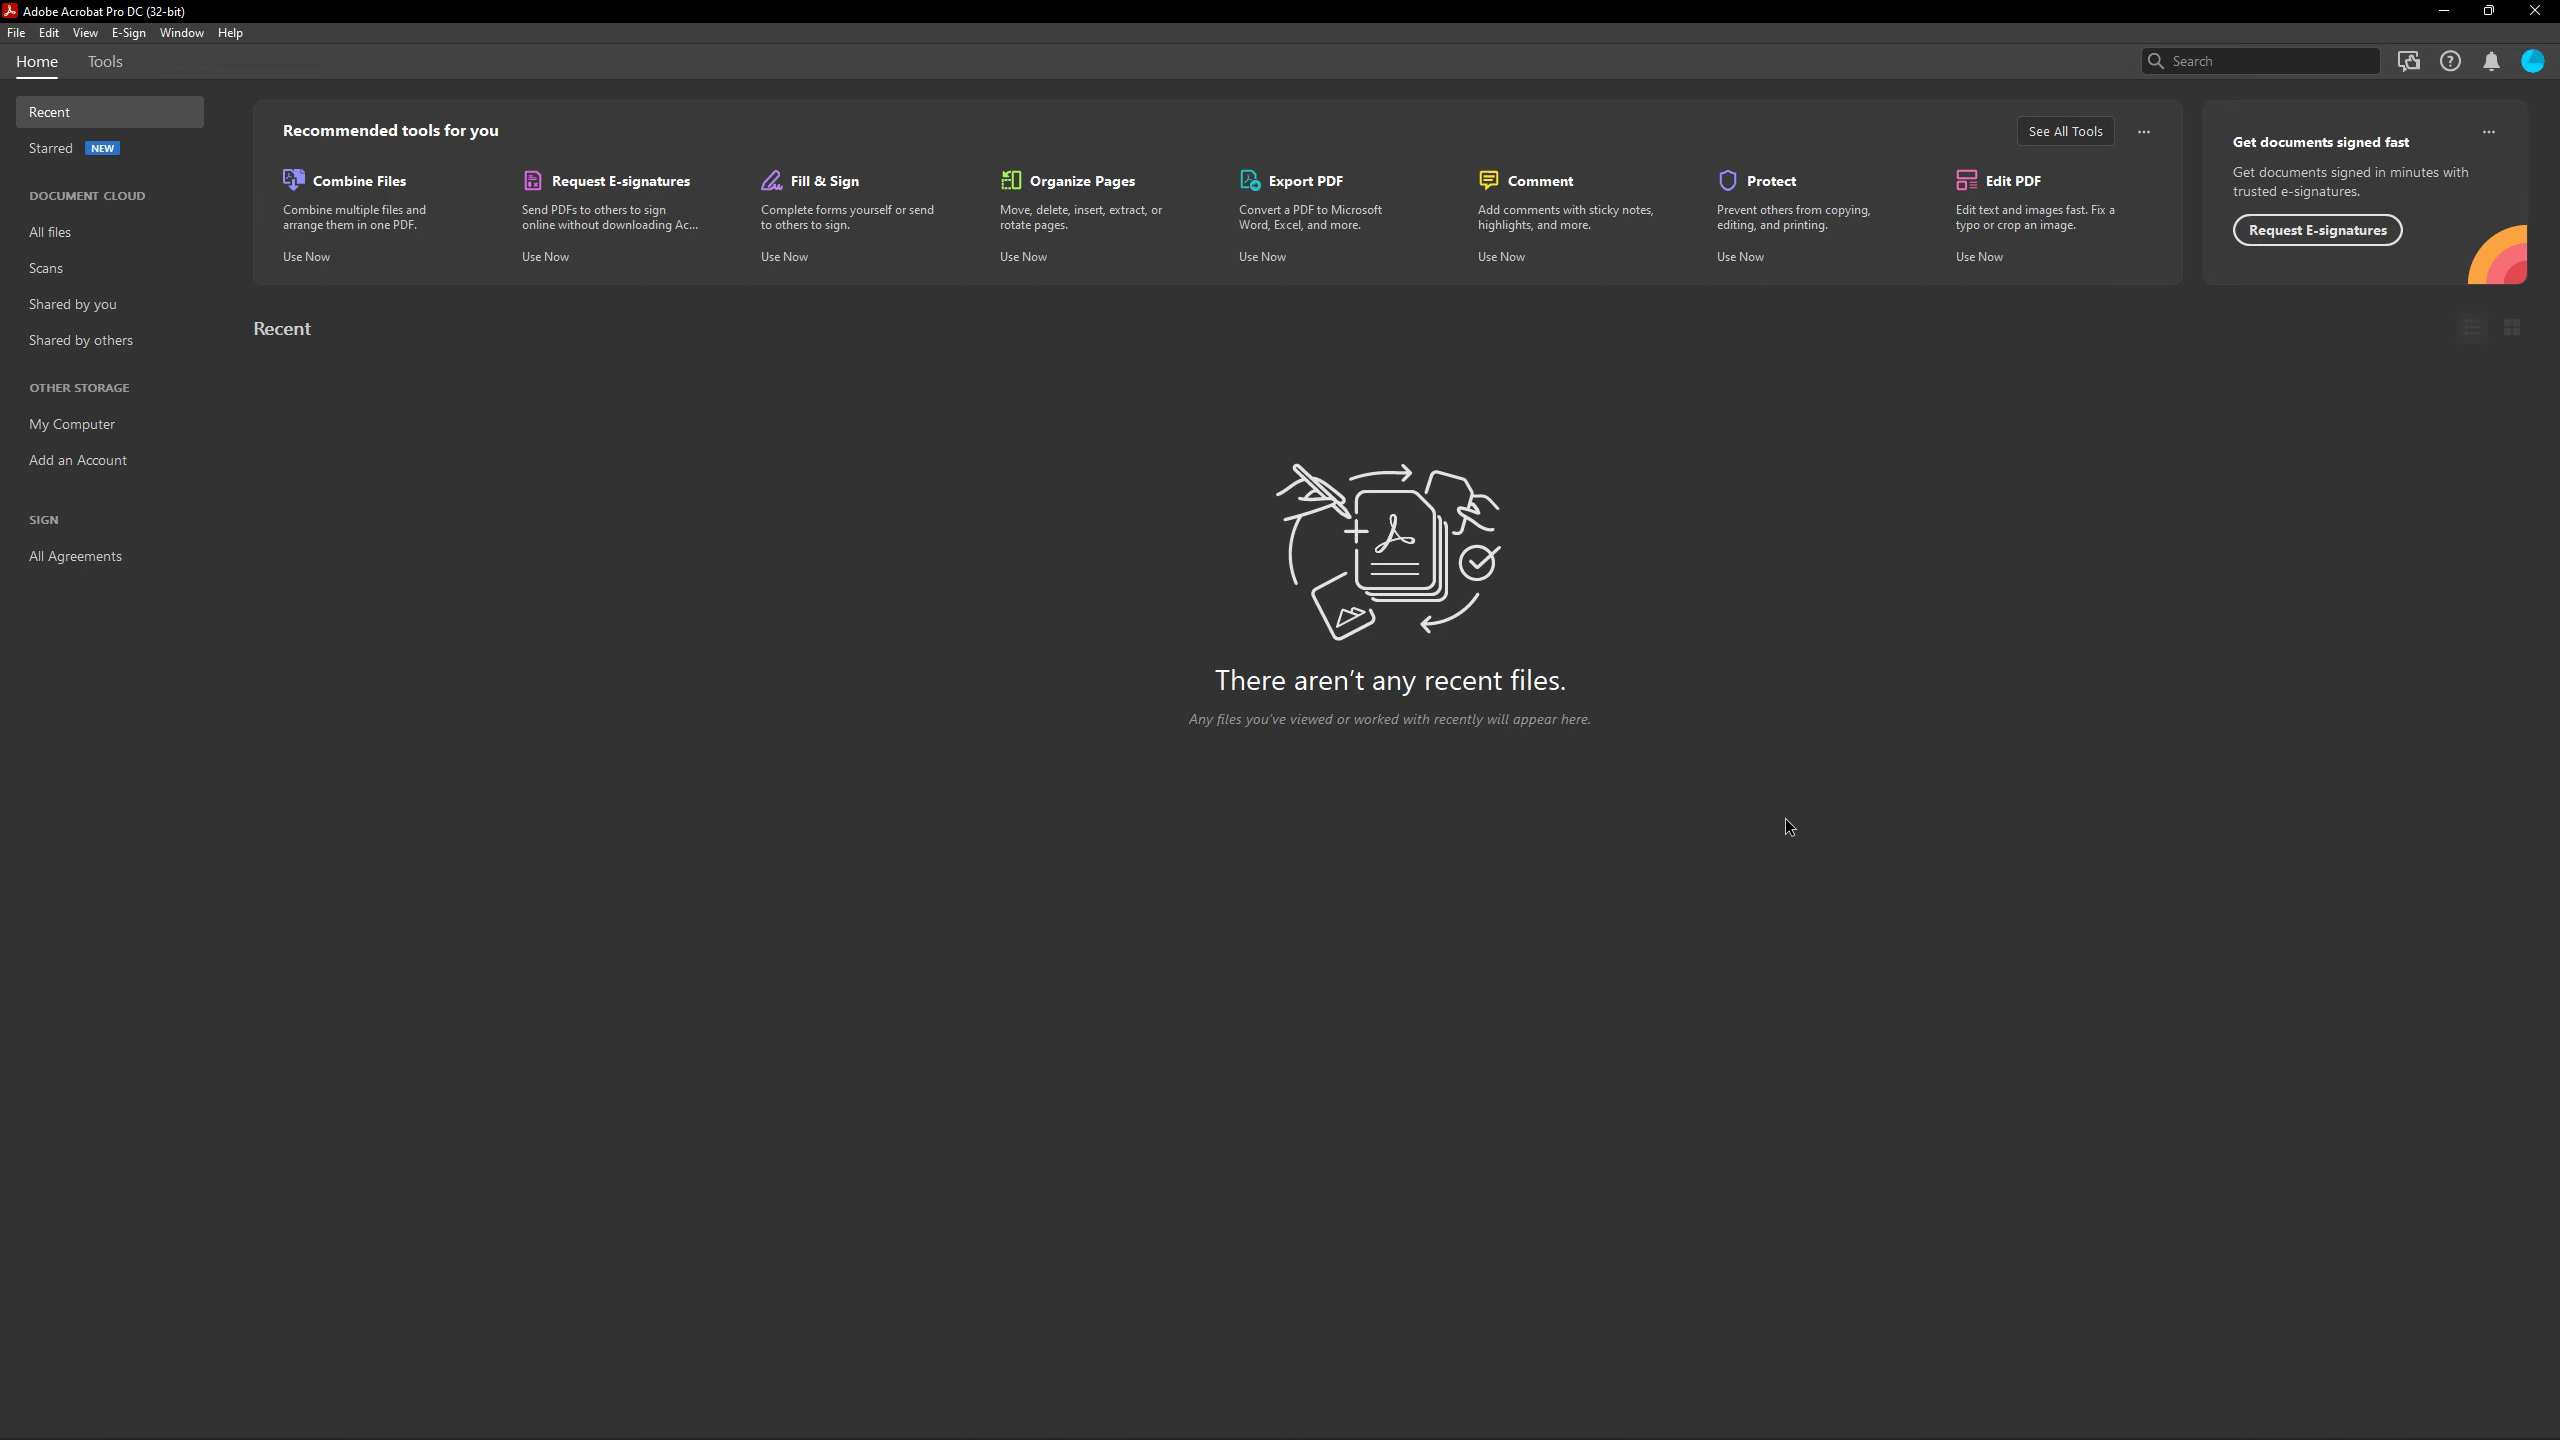 Adobe Acrobat Pro DC (32-bit)
File Edit View E-Sign Window Help
Home Tools
Search
Recent
Starred NEW
DOCUMENT CLOUD
All files
Scans
Shared by you
Shared by others
OTHER STORAGE
My Computer
Add an Account
SIGN
All Agreements
Recommended tools for you
See All Tools
Combine Files
Combine multiple files and
arrange them in one PDF.
Use Now
Request E-signatures
Send PDFs to others to sign
online without downloading Ac...
Use Now
Fill & Sign
Complete forms yourself or send
to others to sign.
Use Now
Organize Pages
Move, delete, insert, extract, or
rotate pages.
Use Now
Export PDF
Convert a PDF to Microsoft
Word, Excel, and more.
Use Now
Comment
Add comments with sticky notes,
highlights, and more.
Use Now
Protect
Prevent others from copying,
editing, and printing.
Use Now
Edit PDF
Edit text and images fast. Fix a
typo or crop an image.
Use Now
Get documents signed fast
Get documents signed in minutes with
trusted e-signatures.
Request E-signatures
Recent
There aren't any recent files.
Any files you've viewed or worked with recently will appear here.